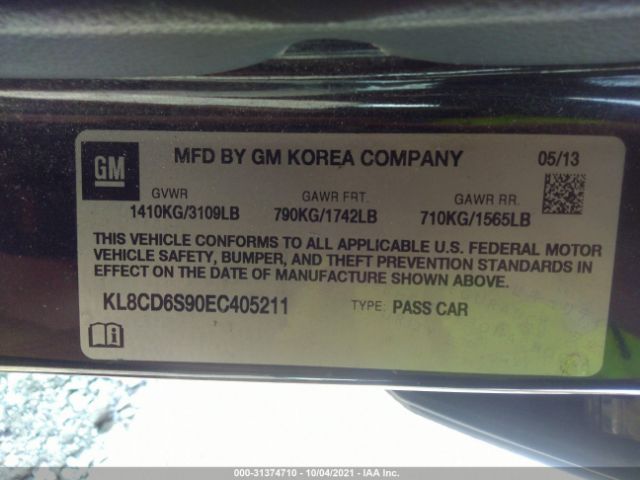 GM
MFD BY GM KOREA COMPANY
05/13
GVWR GAWR FRT. GAWR RR.
1410KG/3109LB 790KG/1742LB 710KG/1565LB
THIS VEHICLE CONFORMS TO ALL APPLICABLE U.S. FEDERAL MOTOR
VEHICLE SAFETY, BUMPER, AND THEFT PREVENTION STANDARDS IN
EFFECT ON THE DATE OF MANUFACTURE SHOWN ABOVE.
KL8CD6S90EC405211 TYPE: PASS CAR
000-31374710 - 10/04/2021 - IAA Inc.